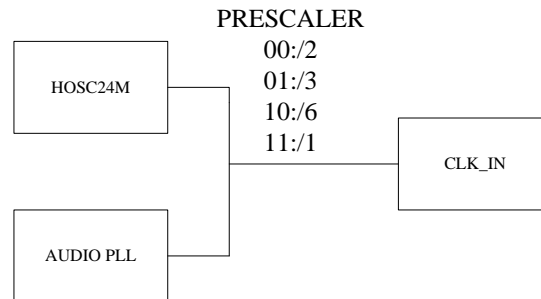 PRESCALER
00:/2
01:/3
10:/6
11:/1
HOSC24M
CLK_IN
AUDIO PLL